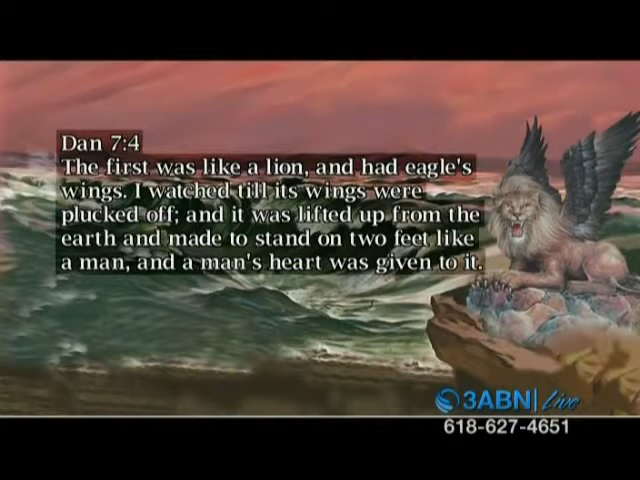 Dan 7:4
The first was like a lion, and had eagle's
wings. I watched till its wings were
plucked off; and it was lifted up from the
earth and made to stand on two feet like
a man, and a man's heart was given to it.
3ABN| Live
618-627-4651